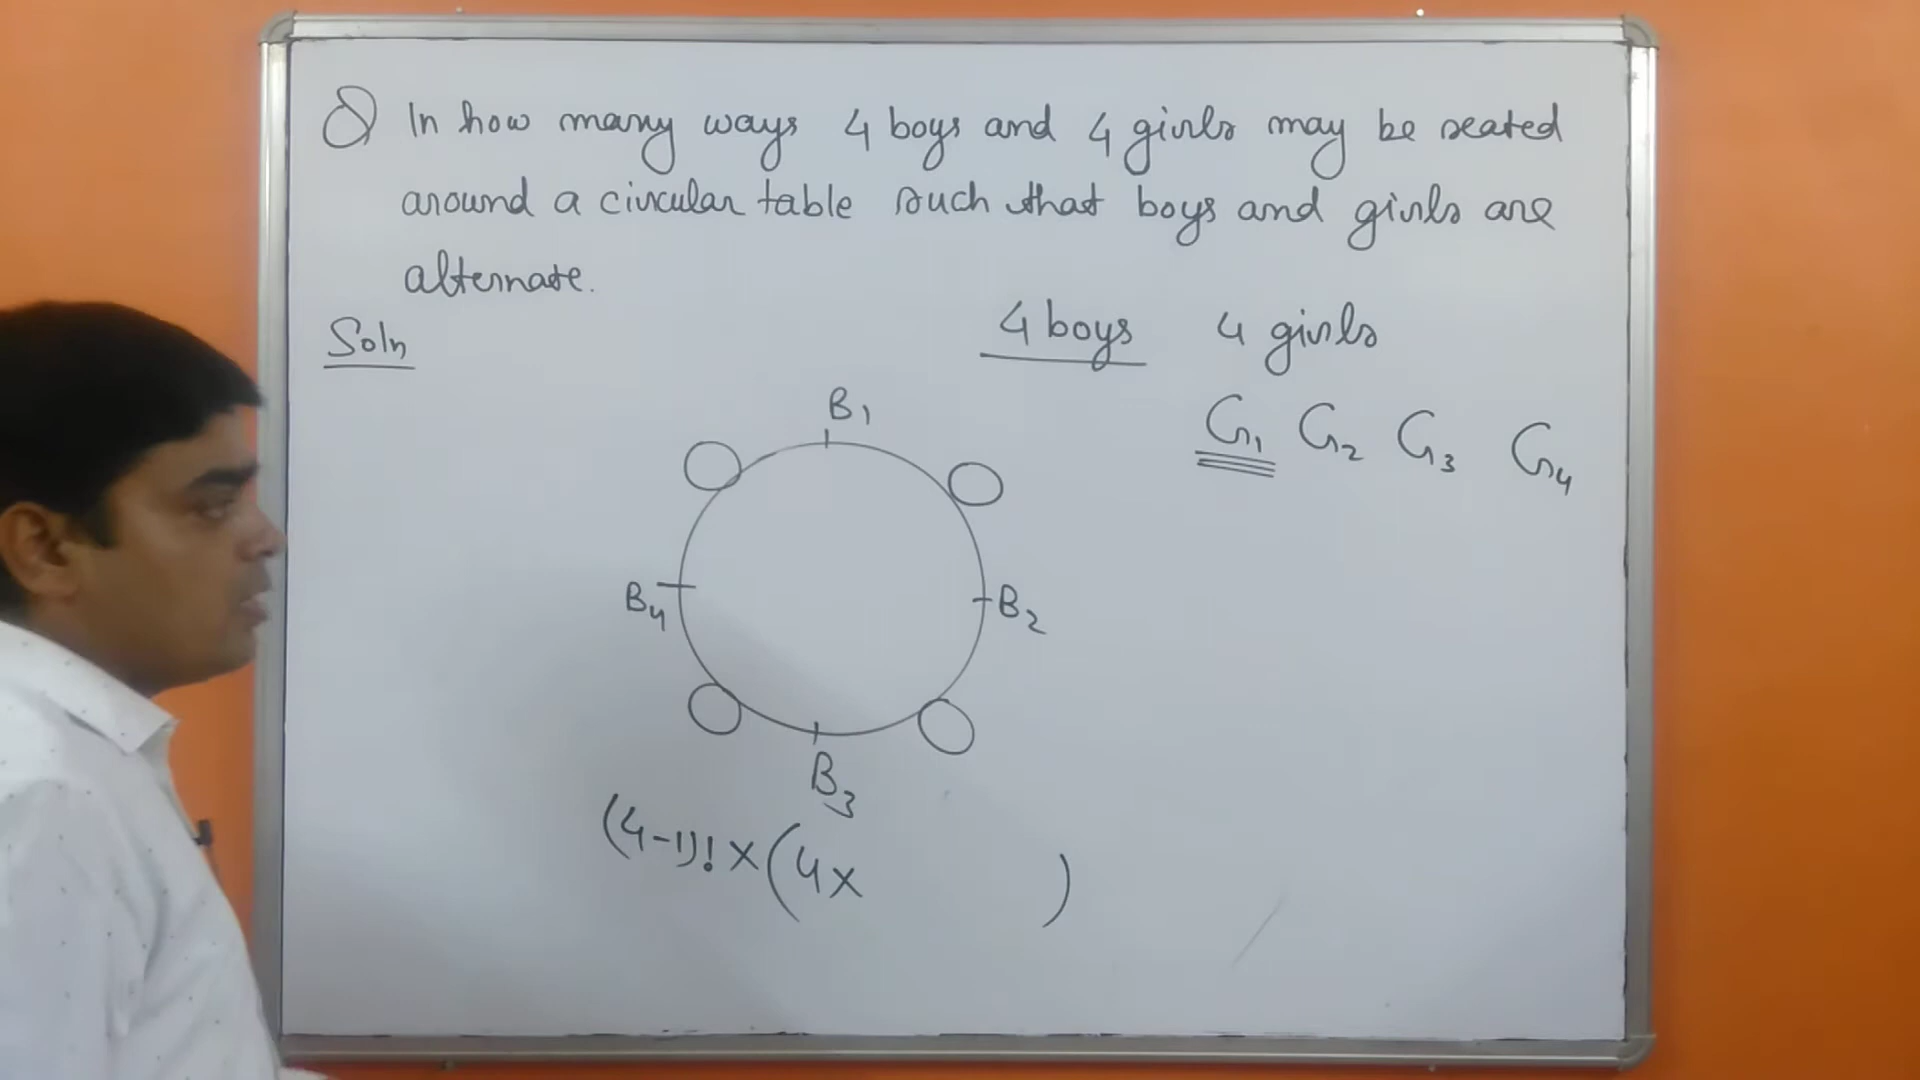 Q In how many ways 4 boys and 4 girls may be seated
around a circular table such that boys and girls are
alternate.
Soln
4 boys 4 girls
G1 G2 G3 G4
B1
B4
B2
B3
(4-1)! × (4×        )